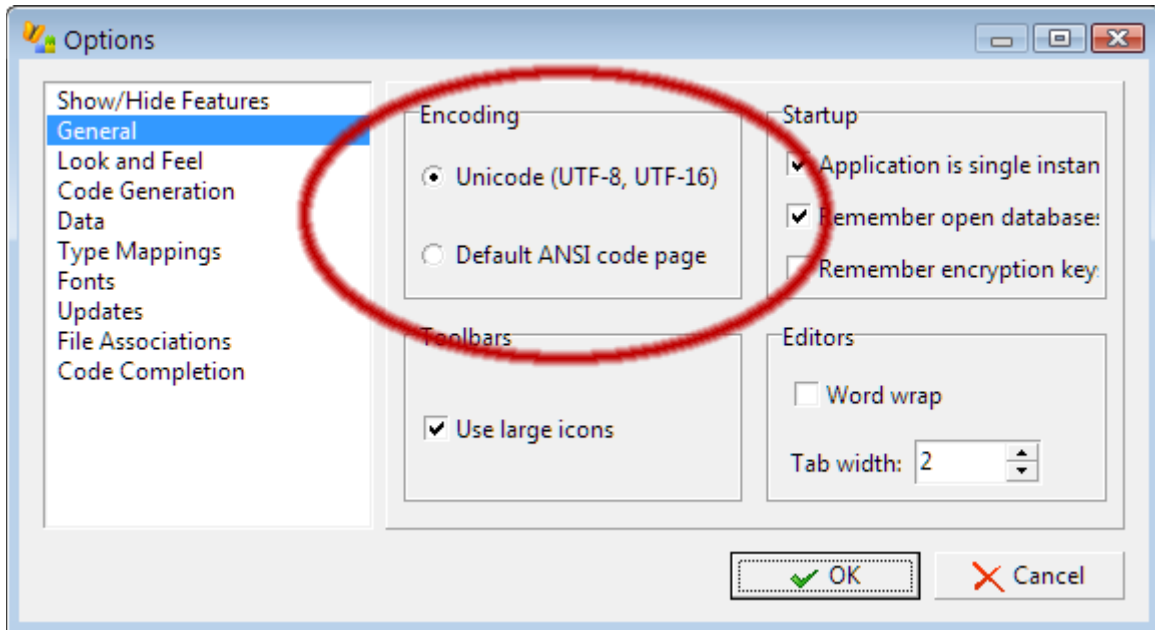 Options
Show/Hide Features
General
Look and Feel
Code Generation
Data
Type Mappings
Fonts
Updates
File Associations
Code Completion
Encoding
Unicode (UTF-8, UTF-16)
Default ANSI code page
Startup
Application is single instan
Remember open databases
Remember encryption key
Toolbars
Use large icons
Editors
Word wrap
Tab width: 2
OK
Cancel